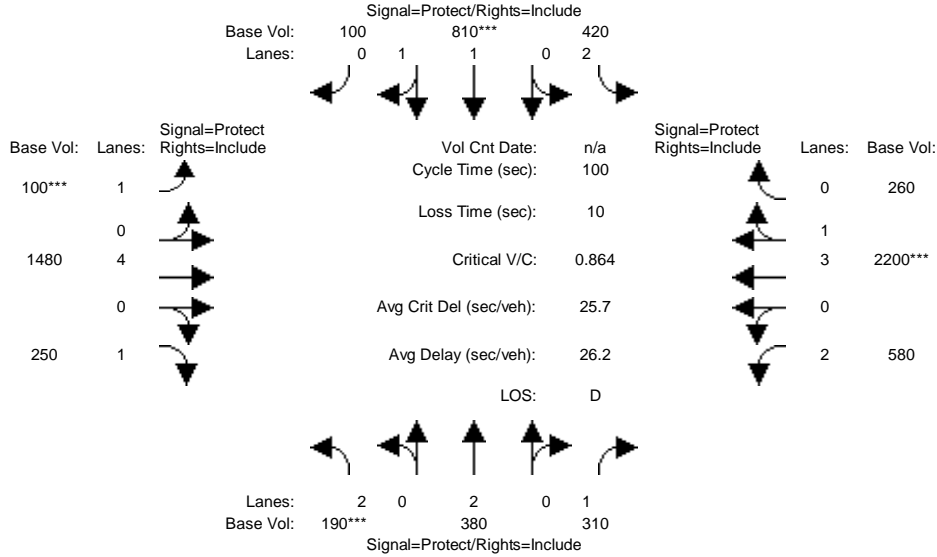 Signal=Protect/Rights=Include
Base Vol: 100 810*** 420
Lanes: 0 1 1 0 2
Signal=Protect
Rights=Include
Base Vol: Lanes:
100*** 1
0
1480 4
0
250 1
Vol Cnt Date: n/a
Cycle Time (sec): 100
Loss Time (sec): 10
Critical V/C: 0.864
Avg Crit Del (sec/veh): 25.7
Avg Delay (sec/veh): 26.2
LOS: D
Signal=Protect
Rights=Include
Lanes: Base Vol:
0 260
1
3 2200***
0
2 580
Lanes: 2 0 2 0 1
Base Vol: 190*** 380 310
Signal=Protect/Rights=Include